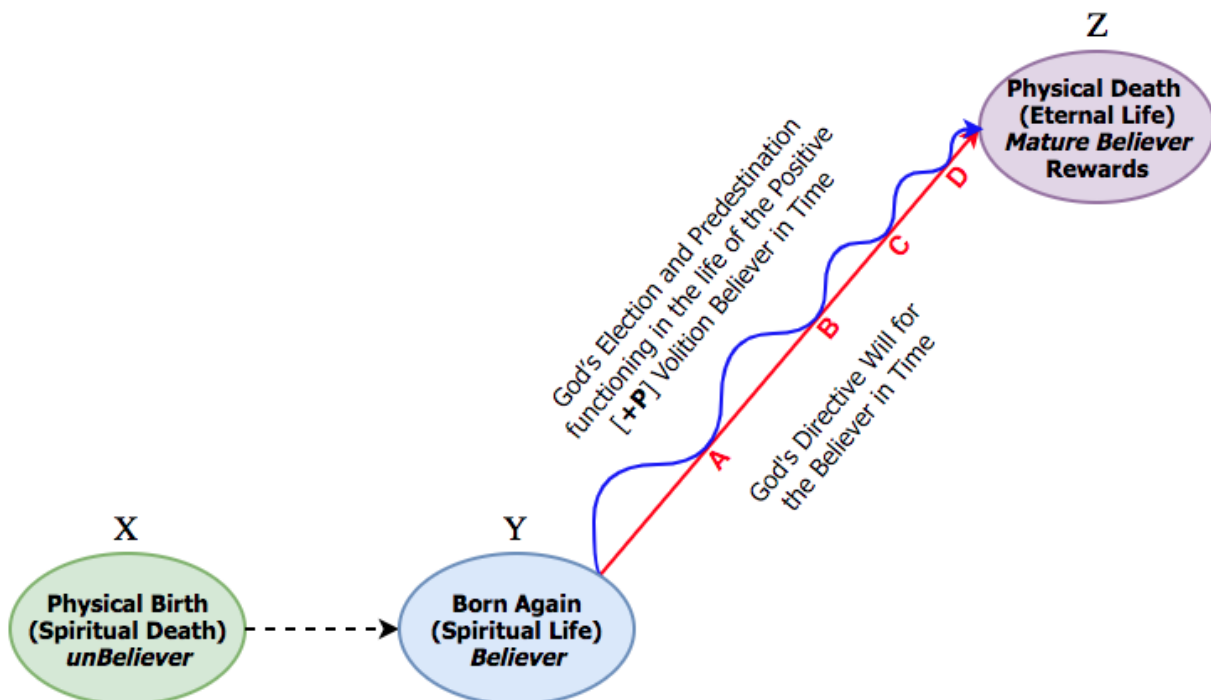 Z
Physical Death
(Eternal Life)
Mature Believer
Rewards
God's Election and Predestination
functioning in the life of the Positive
[+P] Volition Believer in Time
D
C
B
A
God's Directive Will for
the Believer in Time
X
Physical Birth
(Spiritual Death)
unBeliever
Y
Born Again
(Spiritual Life)
Believer